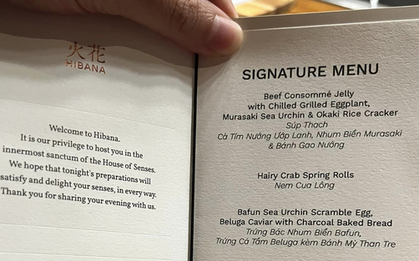 火花
HIBANA
Welcome to Hibana.
It is our privilege to host you in the
innermost sanctum of the House of Senses.
We hope that tonight's preparations will
satisfy and delight your senses, in every way.
Thank you for sharing your evening with us.
SIGNATURE MENU
Beef Consommé Jelly
with Chilled Grilled Eggplant,
Murasaki Sea Urchin & Okaki Rice Cracker
Súp Thạch
Cà Tím Nướng Ướp Lạnh, Nhum Biển Murasaki
& Bánh Gạo Nướng
Hairy Crab Spring Rolls
Nem Cua Lông
Bafun Sea Urchin Scramble Egg,
Beluga Caviar with Charcoal Baked Bread
Trứng Bác Nhum Biển Bafun,
Trứng Cá Tầm Beluga kèm Bánh Mỳ Than Tre